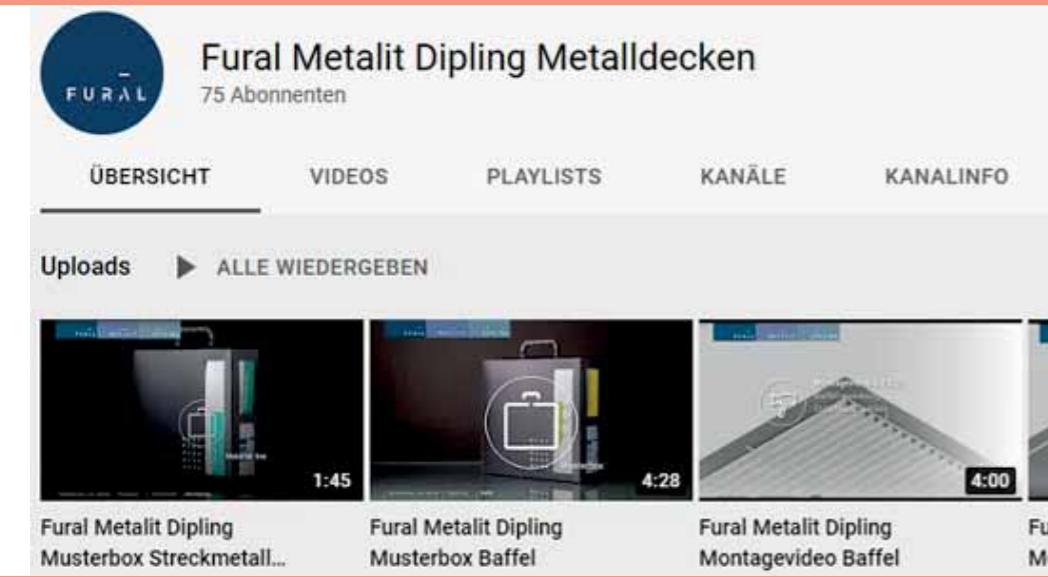 FURAL
Fural Metalit Dipling Metalldecken
75 Abonnenten
ÜBERSICHT VIDEOS PLAYLISTS KANÄLE KANALINFO
Uploads ALLE WIEDERGEBEN
1:45 4:28 4:00
Fural Metalit Dipling Fural Metalit Dipling Fural Metalit Dipling Fu
Musterbox Streckmetall... Musterbox Baffel Montagevideo Baffel